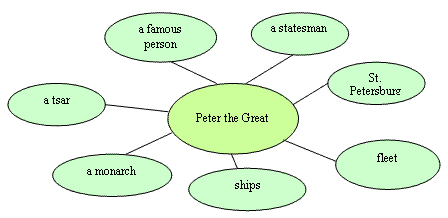 a famous
person
a statesman
St.
Petersburg
a tsar
Peter the Great
fleet
a monarch
ships